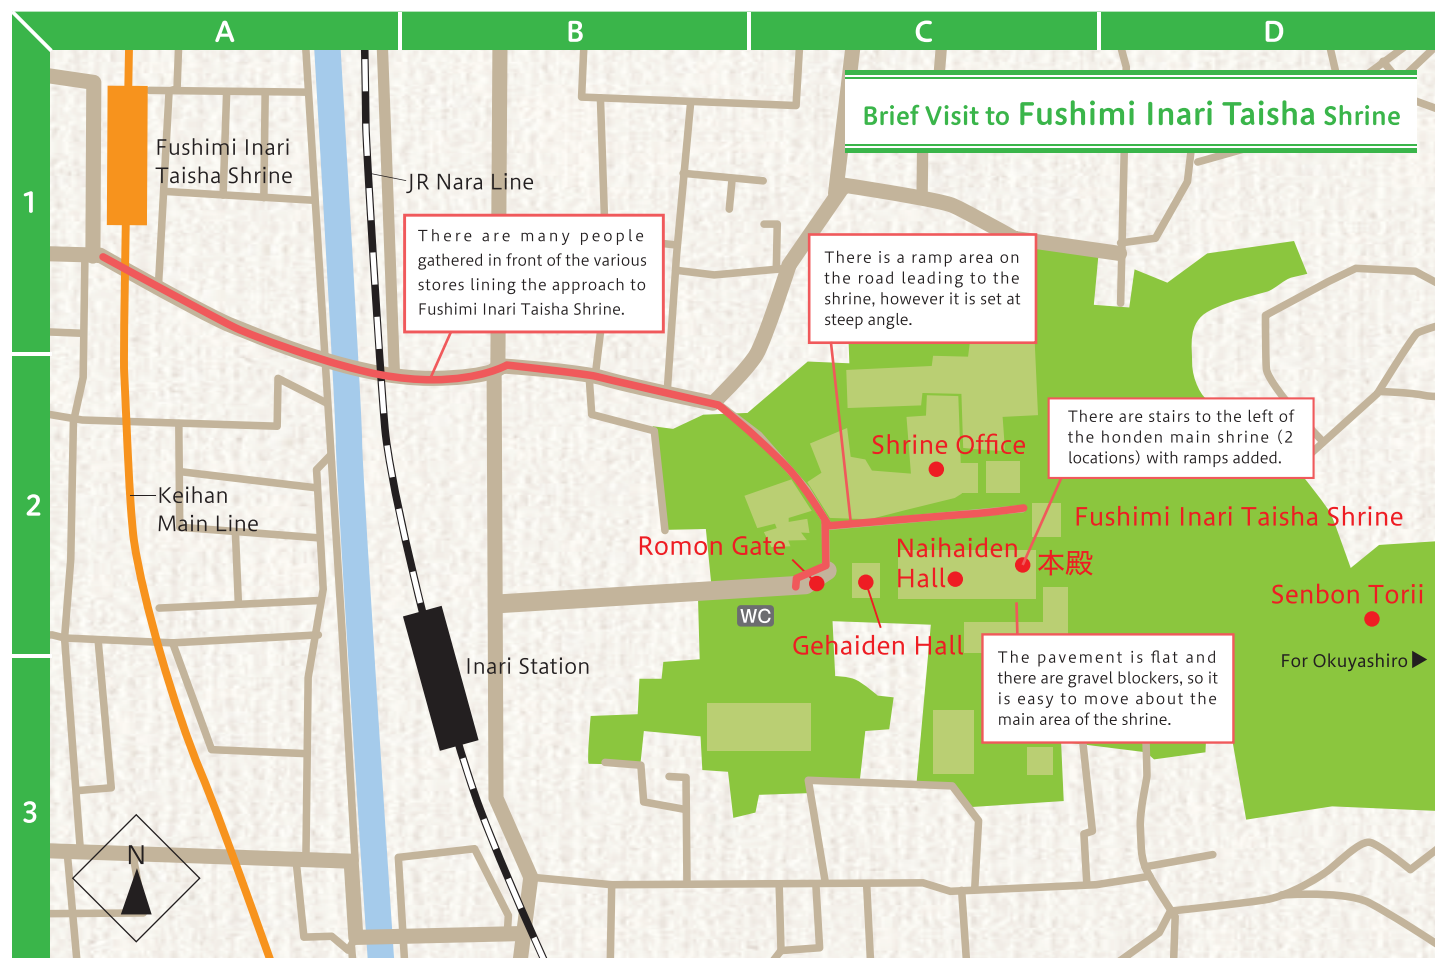 A
B
C
D
1
2
3
Brief Visit to Fushimi Inari Taisha Shrine
Fushimi Inari
Taisha Shrine
JR Nara Line
There are many people
gathered in front of the various
stores lining the approach to
Fushimi Inari Taisha Shrine.
There is a ramp area on
the road leading to the
shrine, however it is set at
steep angle.
There are stairs to the left of
the honden main shrine (2
locations) with ramps added.
Shrine Office
Keihan
Main Line
Fushimi Inari Taisha Shrine
Romon Gate
Naihaiden
Hall
本殿
Senbon Torii
WC
Gehaiden Hall
Inari Station
The pavement is flat and
there are gravel blockers, so it
is easy to move about the
main area of the shrine.
For Okuyashiro
N